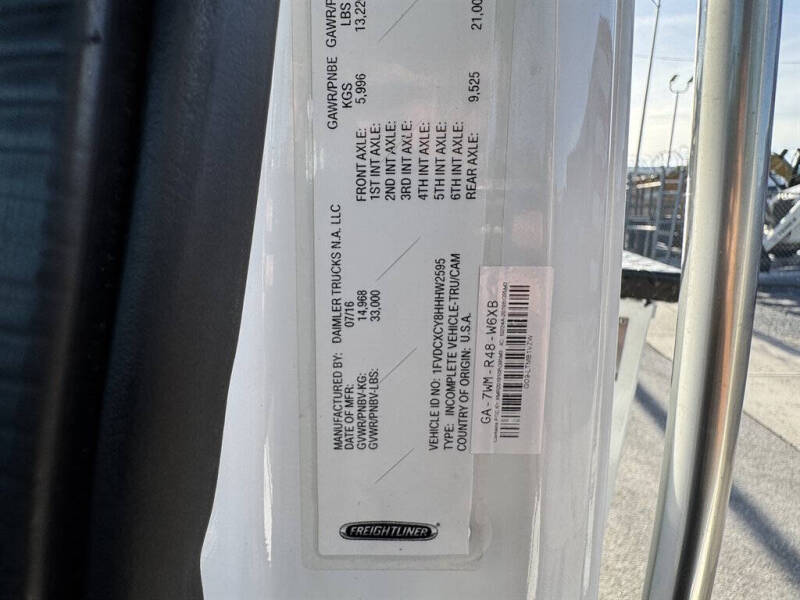 MANUFACTURED BY: DAIMLER TRUCKS N.A. LLC
DATE OF MFR: 07/16
GVWR/PNBV-KG: 14,968
GVWR/PNBV-LBS: 33,000
GAWR/PNBE GAWR/P
KGS LBS
FRONT AXLE: 5,996 13,22
1ST INT AXLE:
2ND INT AXLE:
3RD INT AXLE:
4TH INT AXLE:
5TH INT AXLE:
6TH INT AXLE:
REAR AXLE: 9,525 21,00
VEHICLE ID NO: 1FVDCXCY8HHHW2595
TYPE: INCOMPLETE VEHICLE-TRU/CAM
COUNTRY OF ORIGIN: U.S.A.
GA-7WM-R48-W6XB
FREIGHTLINER